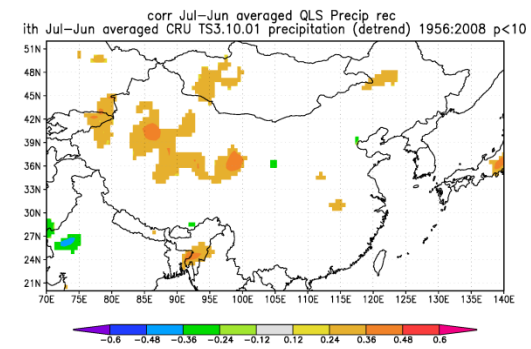 corr Jul-Jun averaged QLS Precip rec
ith Jul-Jun averaged CRU TS3.10.01 precipitation (detrend) 1956:2008 p<10
51N
48N
45N
42N
39N
36N
33N
30N
27N
24N
21N
70E 75E 80E 85E 90E 95E 100E 105E 110E 115E 120E 125E 130E 135E 140E
-0.6 -0.48 -0.36 -0.24 -0.12 0.12 0.24 0.36 0.48 0.6